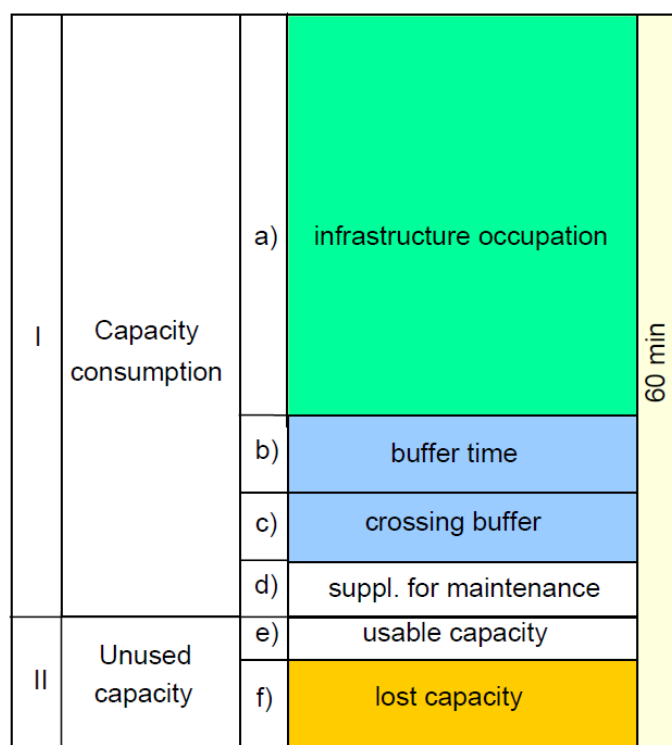 I
Capacity
consumption
a)
infrastructure occupation
b)
buffer time
c)
crossing buffer
d)
suppl. for maintenance
II
Unused
capacity
e)
usable capacity
f)
lost capacity
60 min